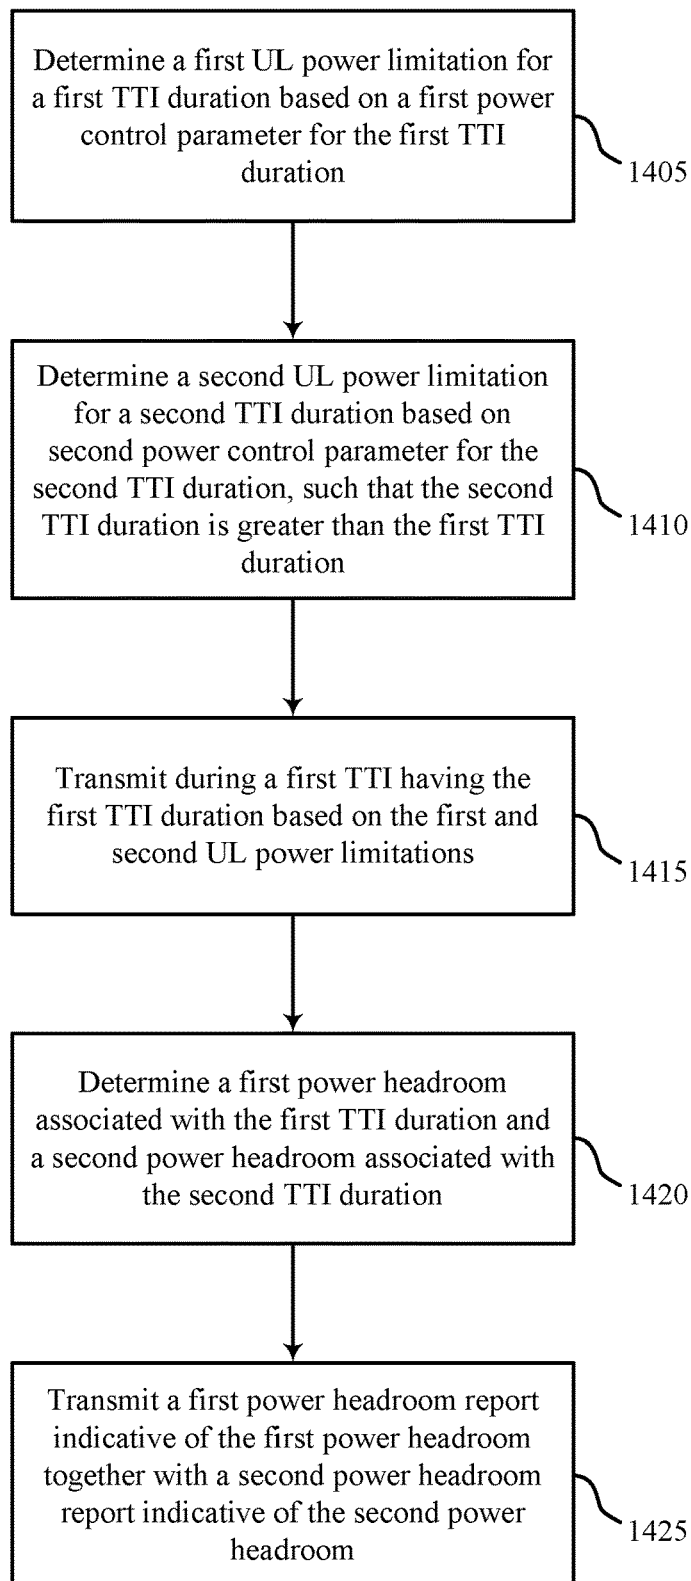 Determine a first UL power limitation for
a first TTI duration based on a first power
control parameter for the first TTI
duration
1405
Determine a second UL power limitation
for a second TTI duration based on
second power control parameter for the
second TTI duration, such that the second
TTI duration is greater than the first TTI
duration
1410
Transmit during a first TTI having the
first TTI duration based on the first and
second UL power limitations
1415
Determine a first power headroom
associated with the first TTI duration and
a second power headroom associated with
the second TTI duration
1420
Transmit a first power headroom report
indicative of the first power headroom
together with a second power headroom
report indicative of the second power
headroom
1425